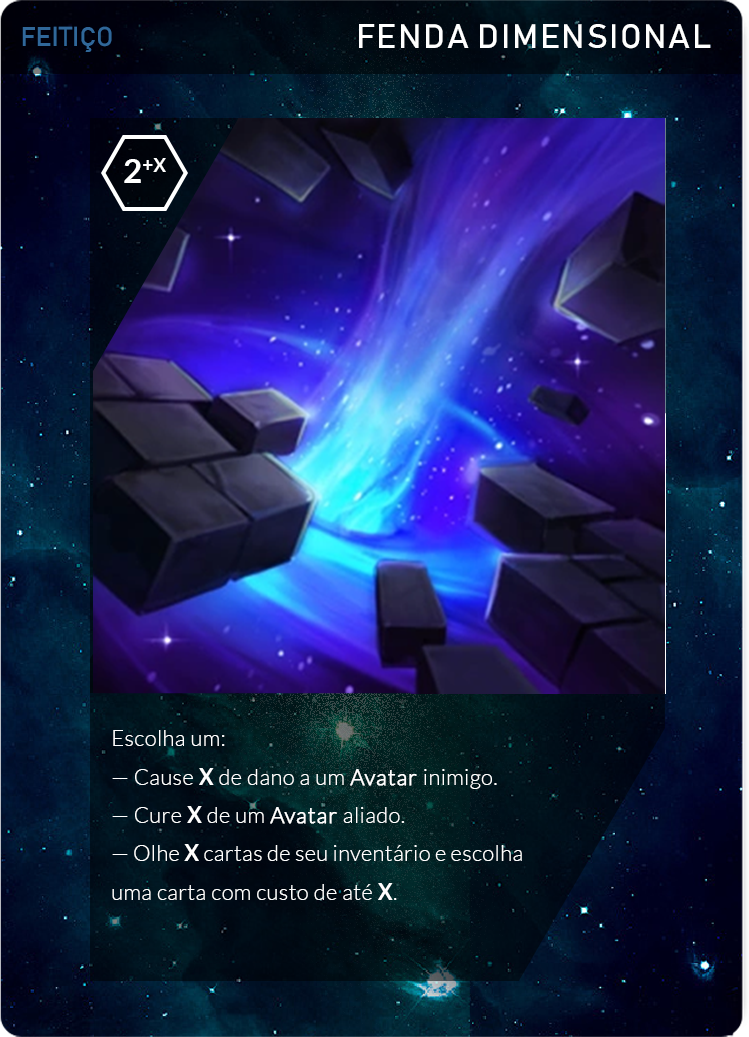 FEITIÇO
FENDA DIMENSIONAL
2+X
Escolha um:
— Cause X de dano a um Avatar inimigo.
— Cure X de um Avatar aliado.
— Olhe X cartas de seu inventário e escolha
uma carta com custo de até X.